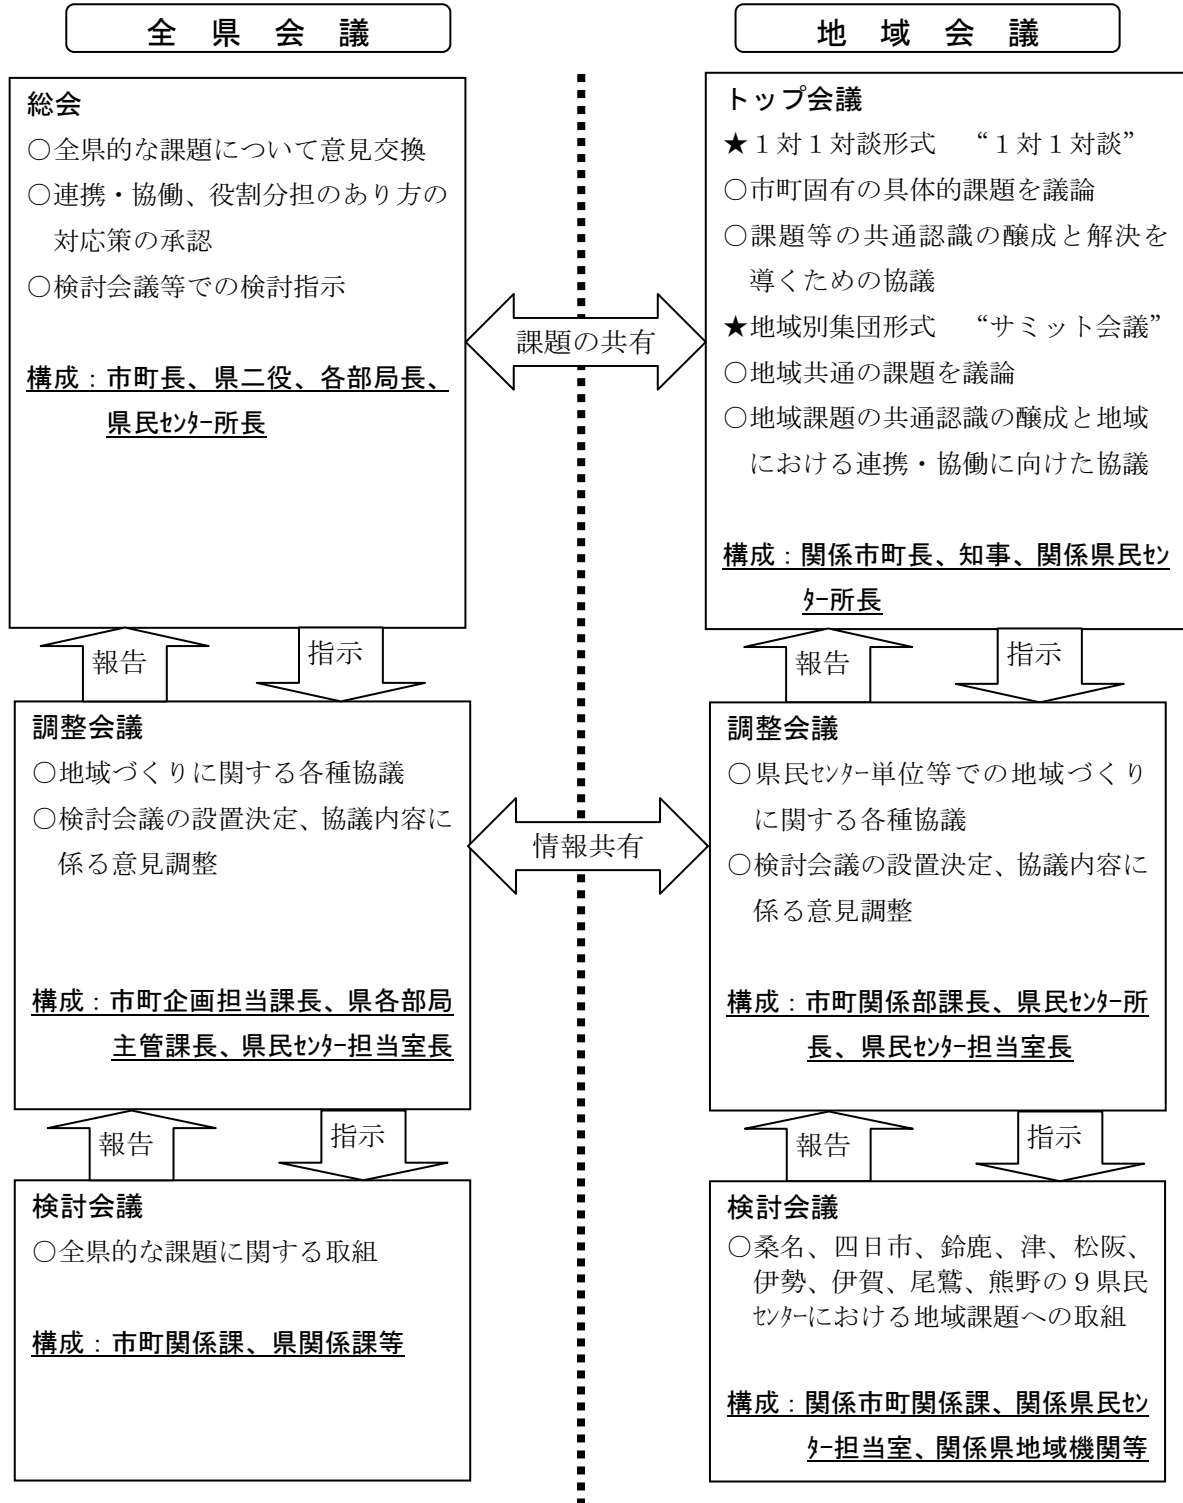 全県会議
総会
○全県的な課題について意見交換
○連携・協働、役割分担のあり方の
対応策の承認
○検討会議等での検討指示
構成：市町長、県二役、各部局長、
県民ｾﾝﾀｰ所長
報告
指示
調整会議
○地域づくりに関する各種協議
○検討会議の設置決定、協議内容に
係る意見調整
構成：市町企画担当課長、県各部局
主管課長、県民ｾﾝﾀｰ担当室長
報告
指示
検討会議
○全県的な課題に関する取組
構成：市町関係課、県関係課等
課題の共有
情報共有
地域会議
トップ会議
★１対１対談形式　“１対１対談”
○市町固有の具体的課題を議論
○課題等の共通認識の醸成と解決を
導くための協議
★地域別集団形式　“サミット会議”
○地域共通の課題を議論
○地域課題の共通認識の醸成と地域
における連携・協働に向けた協議
構成：関係市町長、知事、関係県民ｾﾝ
ﾀｰ所長
報告
指示
調整会議
○県民ｾﾝﾀｰ単位等での地域づくり
に関する各種協議
○検討会議の設置決定、協議内容に
係る意見調整
構成：市町関係部課長、県民ｾﾝﾀｰ所
長、県民ｾﾝﾀｰ担当室長
報告
指示
検討会議
○桑名、四日市、鈴鹿、津、松阪、
伊勢、伊賀、尾鷲、熊野の９県民
ｾﾝﾀｰにおける地域課題への取組
構成：関係市町関係課、関係県民ｾﾝ
ﾀｰ担当室、関係県地域機関等